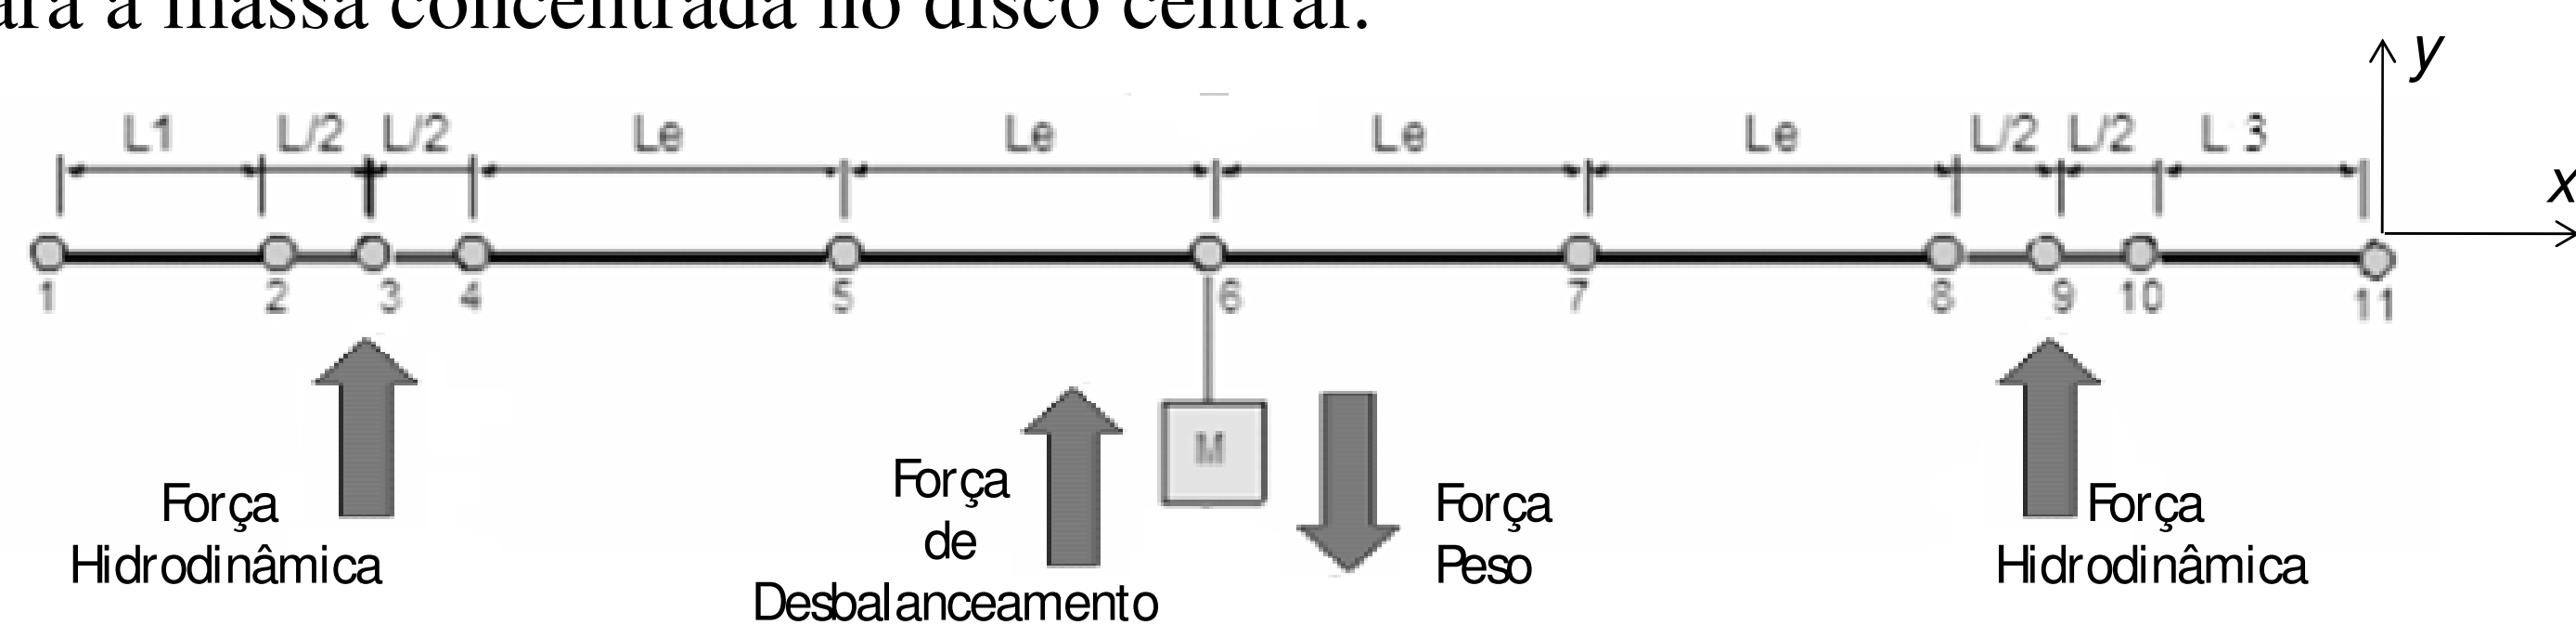 ara a massa concentrada no disco central.
y
L1 L/2 L/2 Le Le Le Le L/2 L/2 L 3
x
1 2 3 4 5 6 7 8 9 10 11
M
Força
Hidrodinâmica
Força
de
Desbalanceamento
Força
Peso
Força
Hidrodinâmica